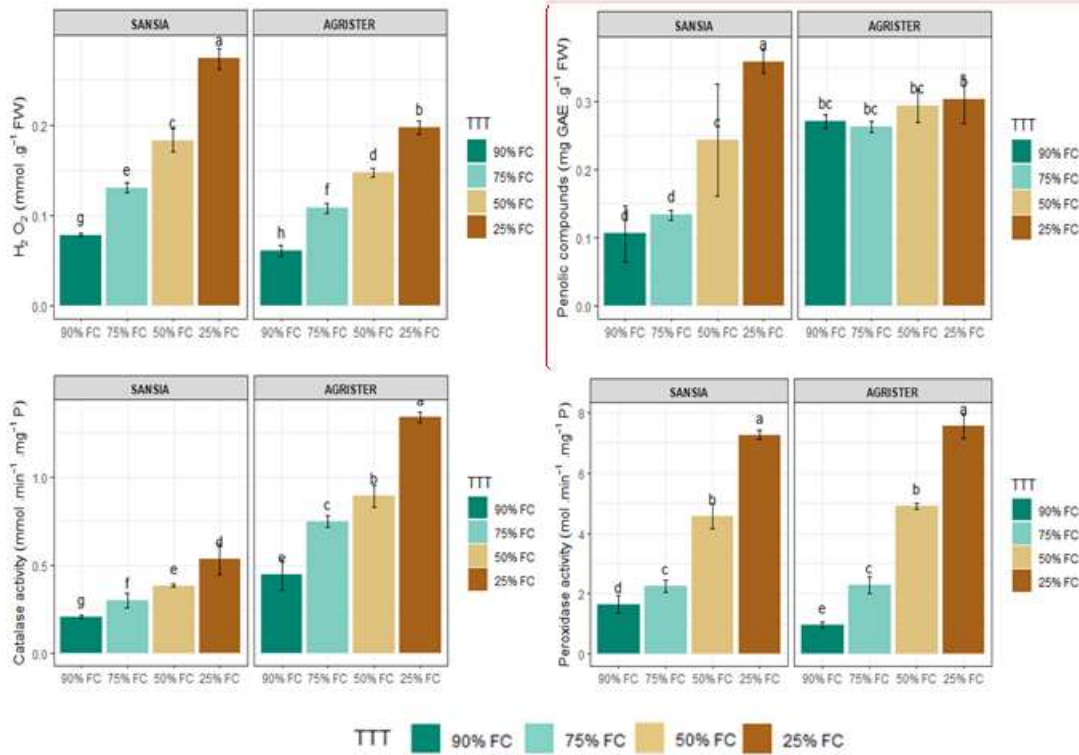 SANSIA AGRISTER
H2 O2 (mmol .g⁻¹ FW)
0.2
0.1
0.0
g e c a
h f d b
90% FC 75% FC 50% FC 25% FC
90% FC 75% FC 50% FC 25% FC
TTT
90% FC
75% FC
50% FC
25% FC
SANSIA AGRISTER
Penolic compounds (mg GAE .g⁻¹ FW)
0.3
0.2
0.1
0.0
d d c a
bc bc bc b
90% FC 75% FC 50% FC 25% FC
90% FC 75% FC 50% FC 25% FC
TTT
90% FC
75% FC
50% FC
25% FC
SANSIA AGRISTER
Catalase activity (mmol .min⁻¹ .mg⁻¹ P)
1.0
0.5
0.0
g f e d
e c b a
90% FC 75% FC 50% FC 25% FC
90% FC 75% FC 50% FC 25% FC
TTT
90% FC
75% FC
50% FC
25% FC
SANSIA AGRISTER
Peroxidase activity (mol .min⁻¹ .mg⁻¹ P)
8
6
4
2
0
d c b a
e c b a
90% FC 75% FC 50% FC 25% FC
90% FC 75% FC 50% FC 25% FC
TTT
90% FC
75% FC
50% FC
25% FC
TTT 90% FC 75% FC 50% FC 25% FC